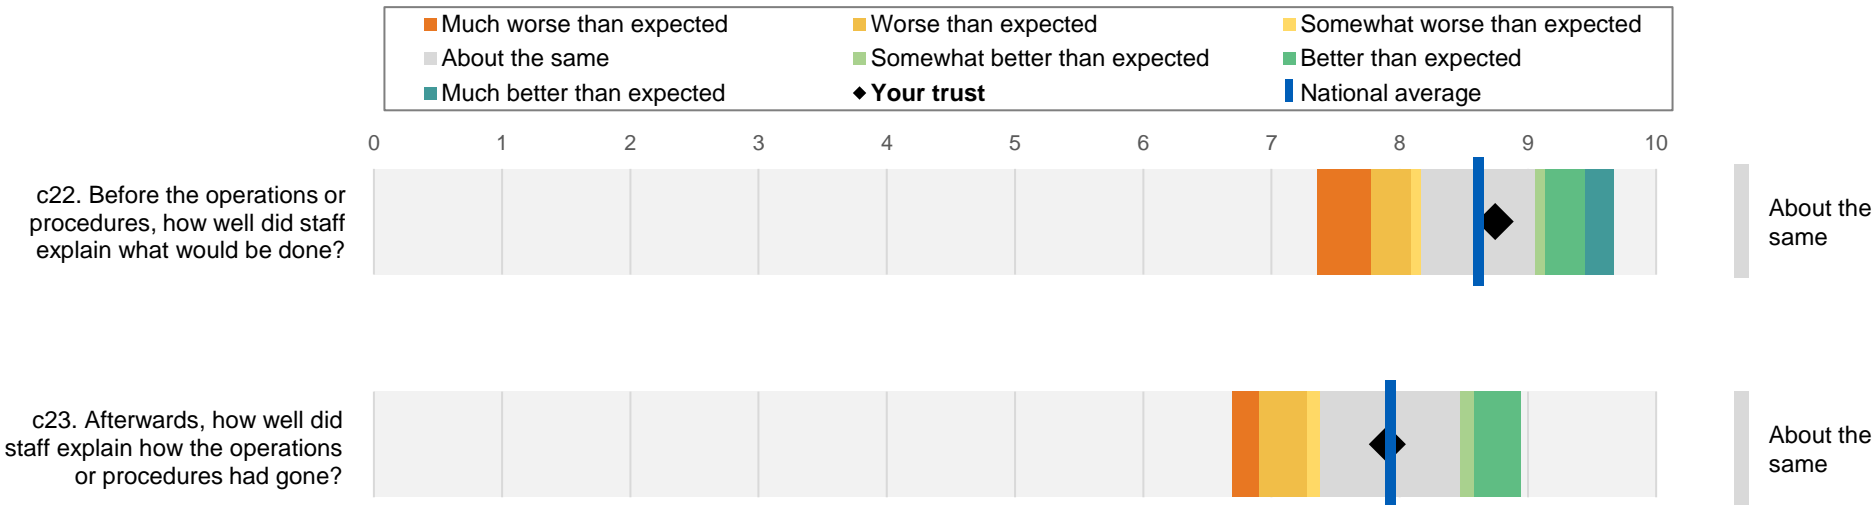 Much worse than expected
Worse than expected
Somewhat worse than expected
About the same
Somewhat better than expected
Better than expected
Much better than expected
Your trust
National average
0 1 2 3 4 5 6 7 8 9 10
c22. Before the operations or
procedures, how well did staff
explain what would be done?
About the
same
c23. Afterwards, how well did
staff explain how the operations
or procedures had gone?
About the
same